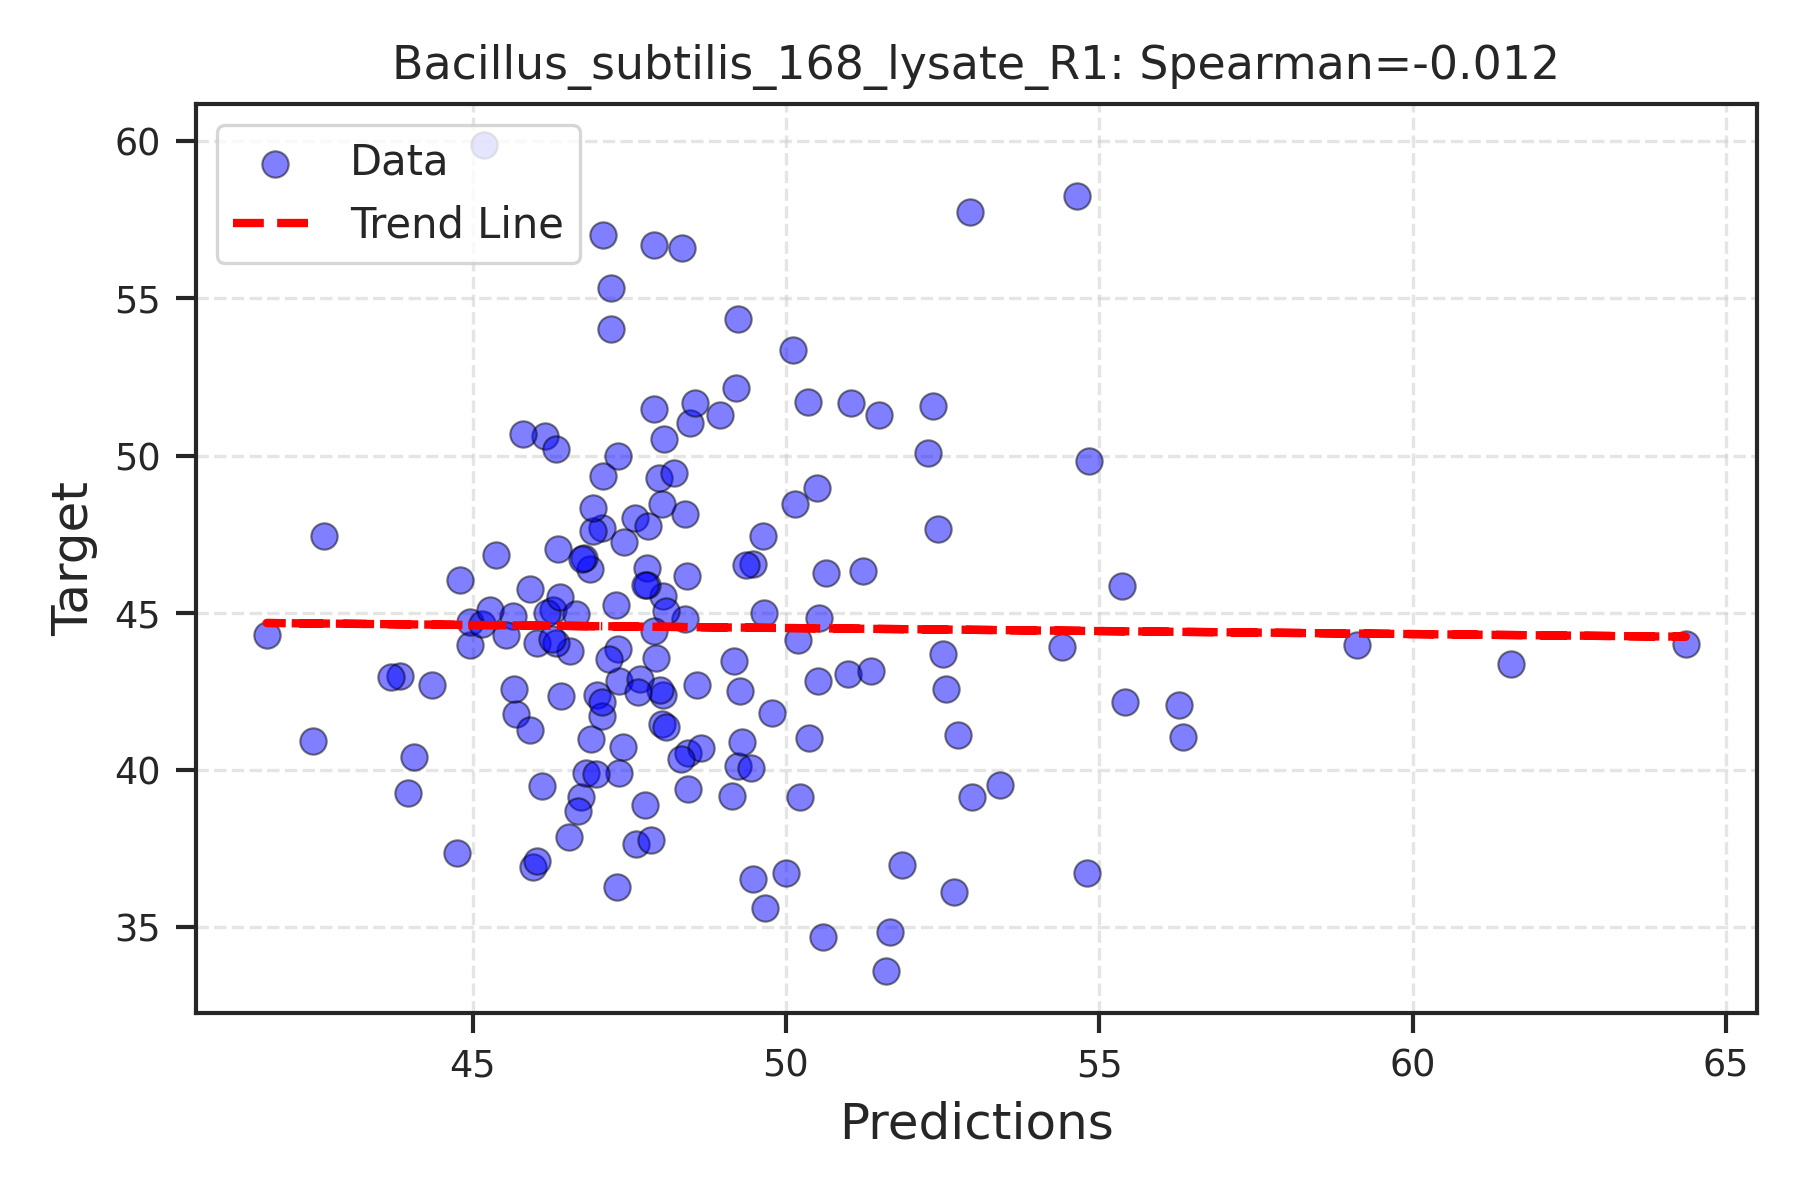 Bacillus_subtilis_168_lysate_R1: Spearman=-0.012
Data
Trend Line
60
55
50
45
40
35
Target
45 50 55 60 65
Predictions